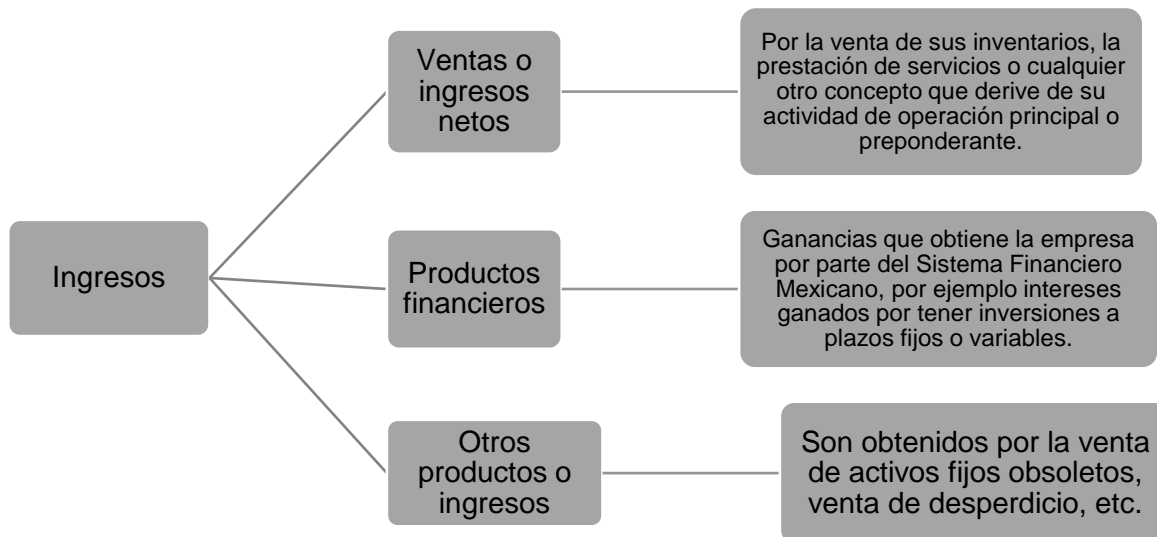 Ingresos
Ventas o
ingresos
netos
Por la venta de sus inventarios, la
prestación de servicios o cualquier
otro concepto que derive de su
actividad de operación principal o
preponderante.
Productos
financieros
Ganancias que obtiene la empresa
por parte del Sistema Financiero
Mexicano, por ejemplo intereses
ganados por tener inversiones a
plazos fijos o variables.
Otros
productos o
ingresos
Son obtenidos por la venta
de activos fijos obsoletos,
venta de desperdicio, etc.